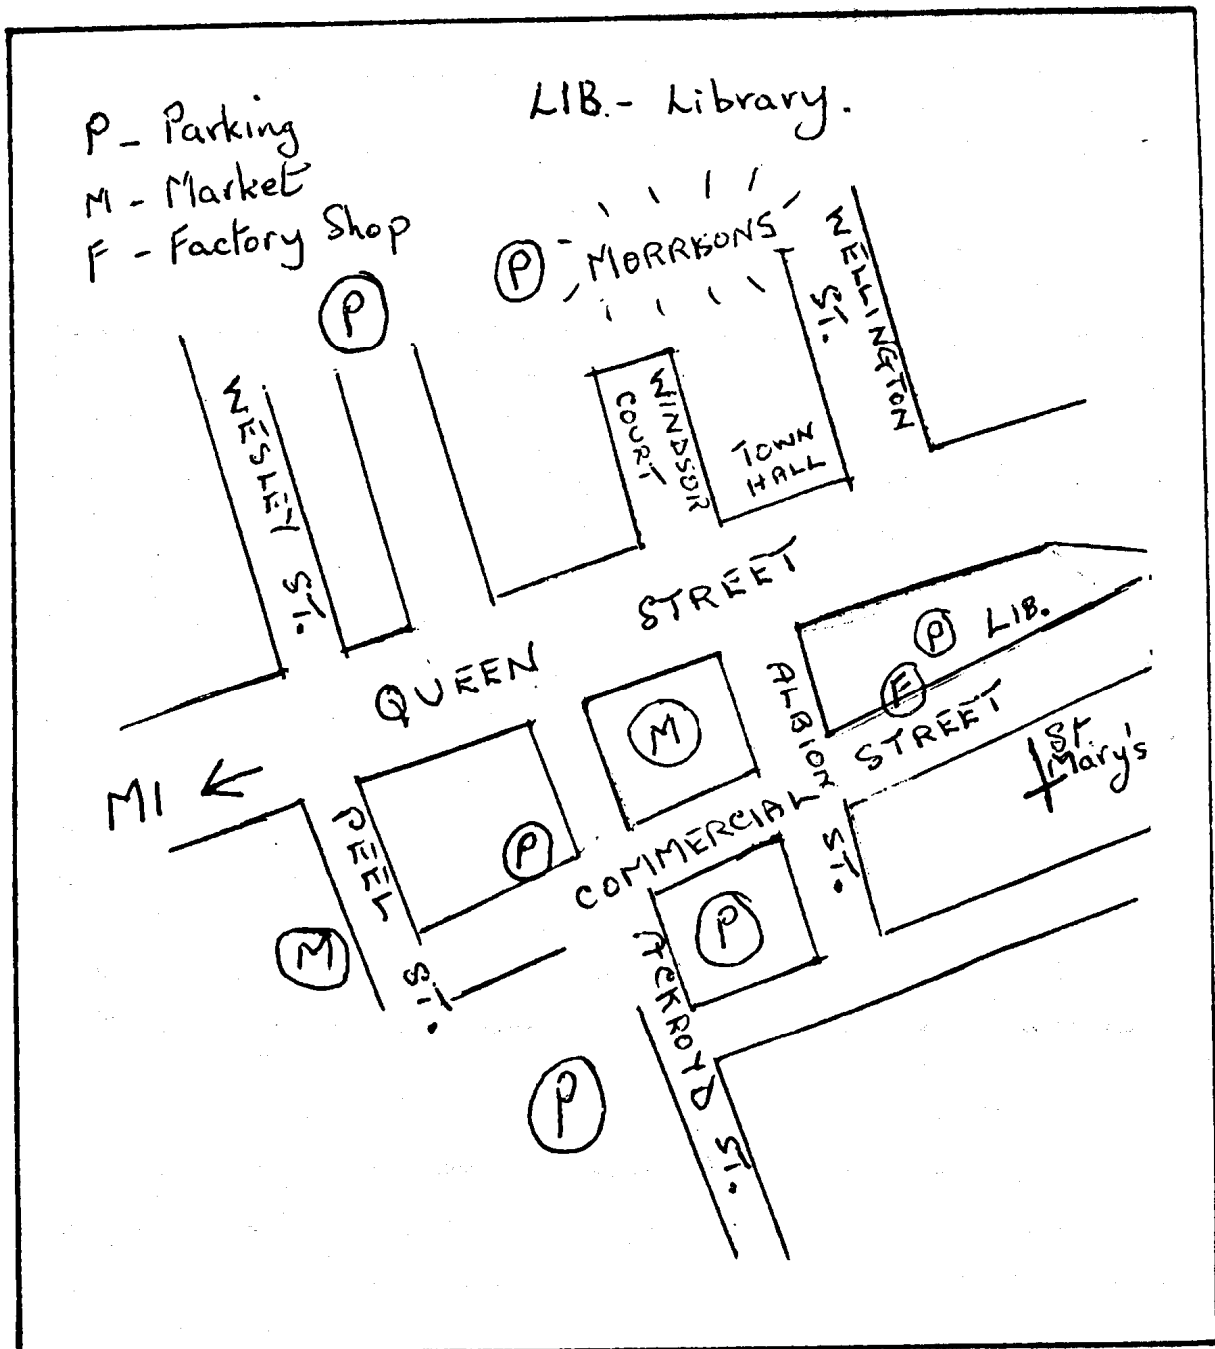 P - Parking
M - Market
F - Factory Shop
LIB. - Library.
P
P
MORRISONS
WELLINGTON
ST.
WESLEY ST.
WINDSOR
COURT
TOWN
HALL
QUEEN STREET
P LIB.
F
M
ALBION ST.
COMMERCIAL STREET
St.
Mary's
M1
PEEL ST.
P
P
M
ACKROYD ST.
P